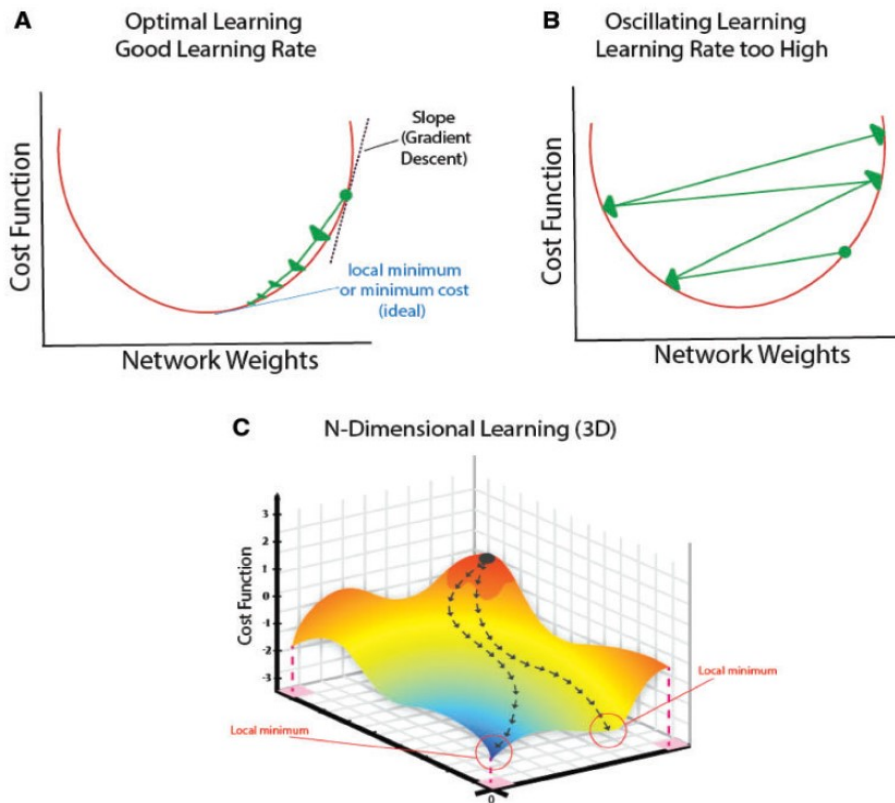 A
Optimal Learning
Good Learning Rate
Cost Function
Slope
(Gradient
Descent)
local minimum
or minimum cost
(ideal)
Network Weights
B
Oscillating Learning
Learning Rate too High
Cost Function
Network Weights
C
N-Dimensional Learning (3D)
Cost Function
3
2
1
0
-1
-2
-3
Local minimum
Local minimum
0